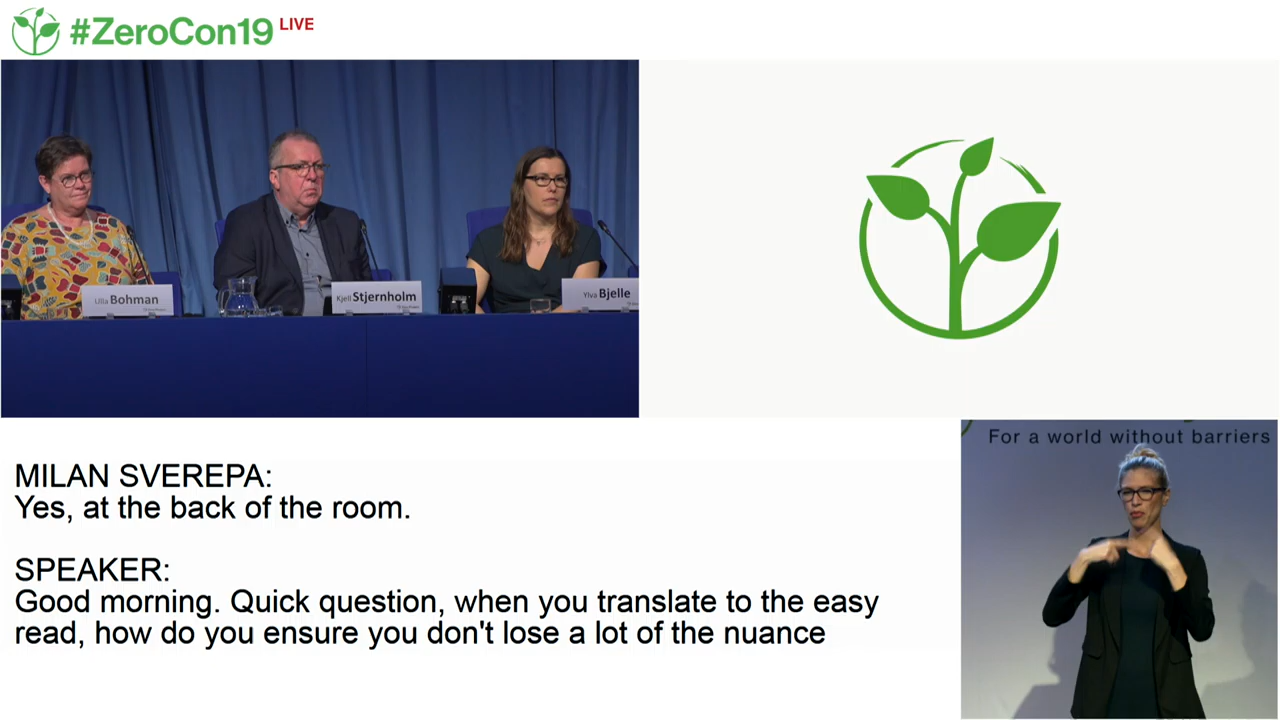 #ZeroCon19 LIVE
Ulla Bohman
Kjell Stjernholm
Ylva Bjelle
For a world without barriers
MILAN SVEREPA:
Yes, at the back of the room.
SPEAKER:
Good morning. Quick question, when you translate to the easy
read, how do you ensure you don't lose a lot of the nuance